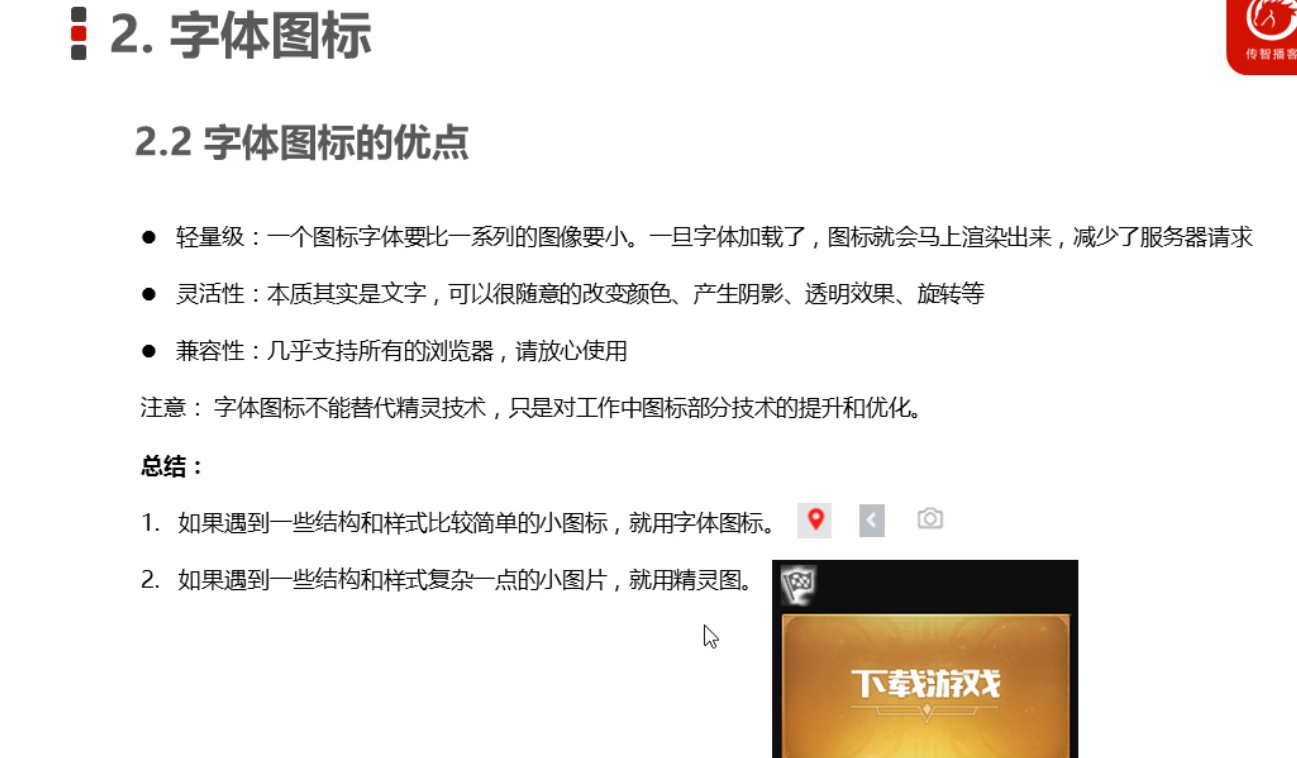 2. 字体图标
传智播客
2.2 字体图标的优点
● 轻量级：一个图标字体要比一系列的图像要小。一旦字体加载了，图标就会马上渲染出来，减少了服务器请求
● 灵活性：本质其实是文字，可以很随意的改变颜色、产生阴影、透明效果、旋转等
● 兼容性：几乎支持所有的浏览器，请放心使用
注意： 字体图标不能替代精灵技术，只是对工作中图标部分技术的提升和优化。
总结：
1. 如果遇到一些结构和样式比较简单的小图标，就用字体图标。
2. 如果遇到一些结构和样式复杂一点的小图片，就用精灵图。
下载游戏